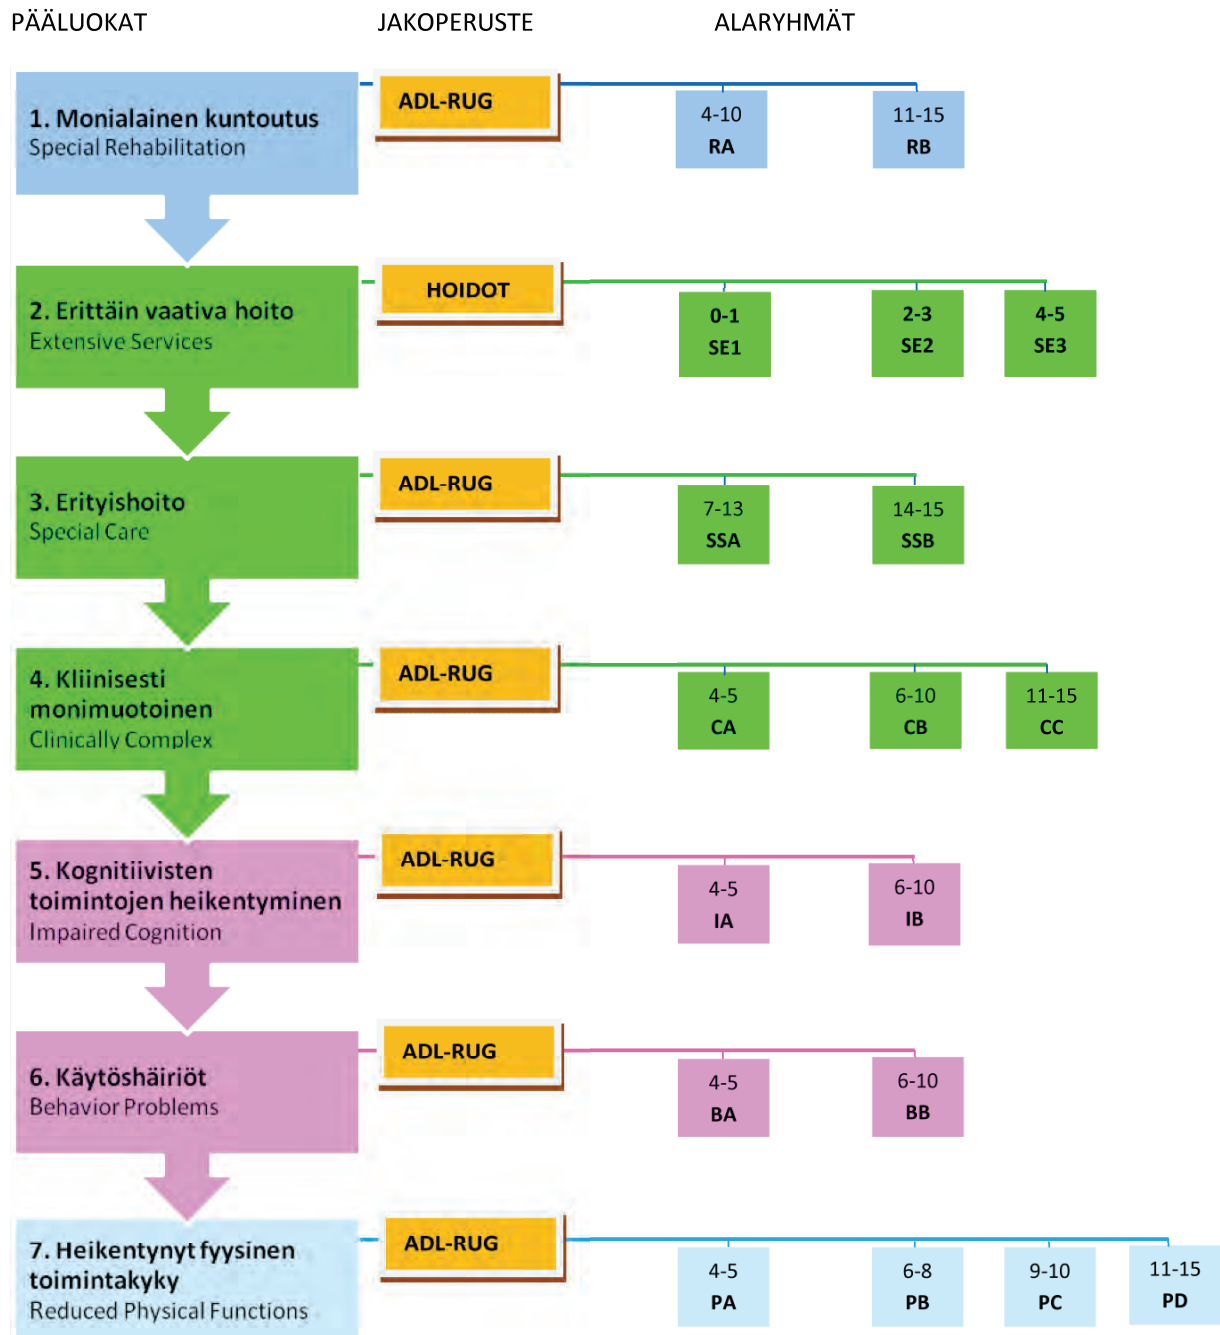 PÄÄLUOKAT JAKOPERUSTE ALARYHMÄT
1. Monialainen kuntoutus
Special Rehabilitation
ADL-RUG
4-10
RA
11-15
RB
2. Erittäin vaativa hoito
Extensive Services
HOIDOT
0-1
SE1
2-3
SE2
4-5
SE3
3. Erityishoito
Special Care
ADL-RUG
7-13
SSA
14-15
SSB
4. Kliinisesti
monimuotoinen
Clinically Complex
ADL-RUG
4-5
CA
6-10
CB
11-15
CC
5. Kognitiivisten
toimintojen heikentyminen
Impaired Cognition
ADL-RUG
4-5
IA
6-10
IB
6. Käytöshäiriöt
Behavior Problems
ADL-RUG
4-5
BA
6-10
BB
7. Heikentynyt fyysinen
toimintakyky
Reduced Physical Functions
ADL-RUG
4-5
PA
6-8
PB
9-10
PC
11-15
PD